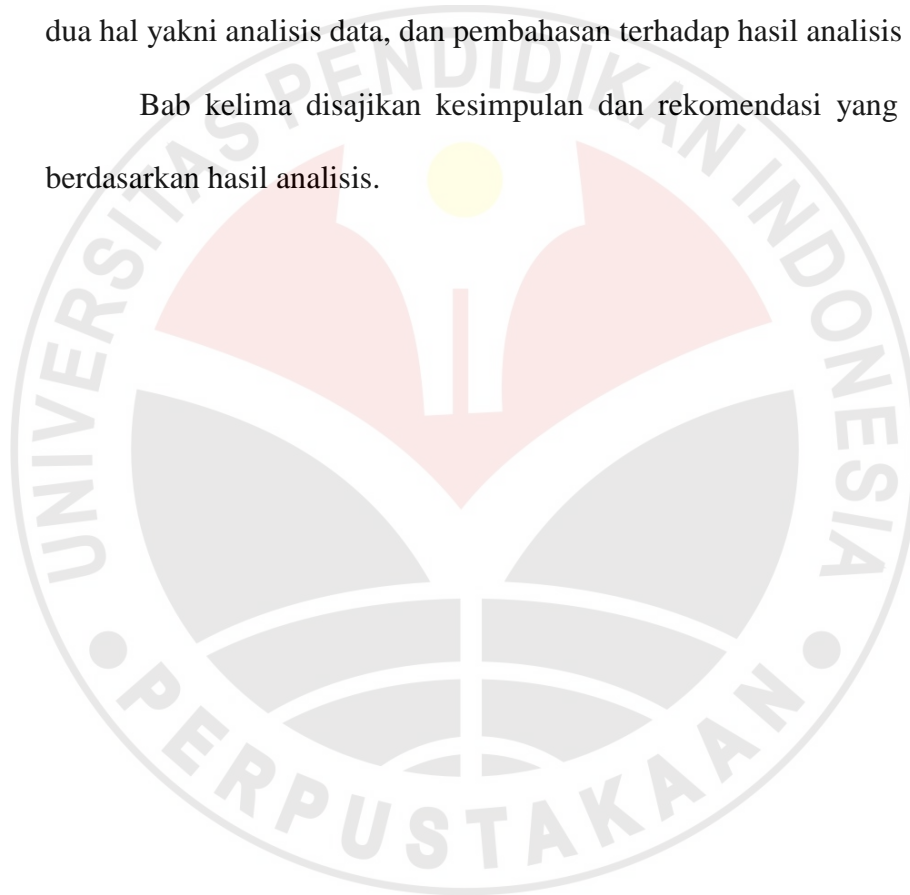 dua hal yakni analisis data, dan pembahasan terhadap hasil analisis
Bab kelima disajikan kesimpulan dan rekomendasi yang
berdasarkan hasil analisis.
UNIVERSITAS PENDIDIKAN INDONESIA
PERPUSTAKAAN